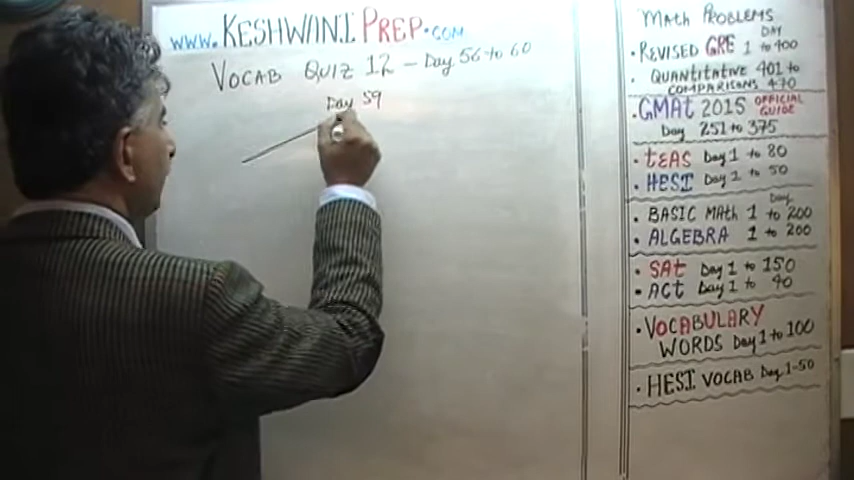 www.KESHWANIPREP.COM
VOCAB QUIZ 12 - Day 56 to 60
Day 59
Math PROBLEMS
• REVISED GRE Day 1 to 400
• QUANTITATIVE COMPARISONS 401 to 470
• GMAt 2015 OFFICIAL GUIDE
Day 251 to 375
• tEAS Day 1 to 80
• HESI Day 1 to 50
• BASIC MAth Day 1 to 200
• ALGEBRA 1 to 200
• SAt Day 1 to 150
• ACT Day 1 to 40
• VOCABULARY
WORDS Day 1 to 100
• HESI VOCAB Day 1-50